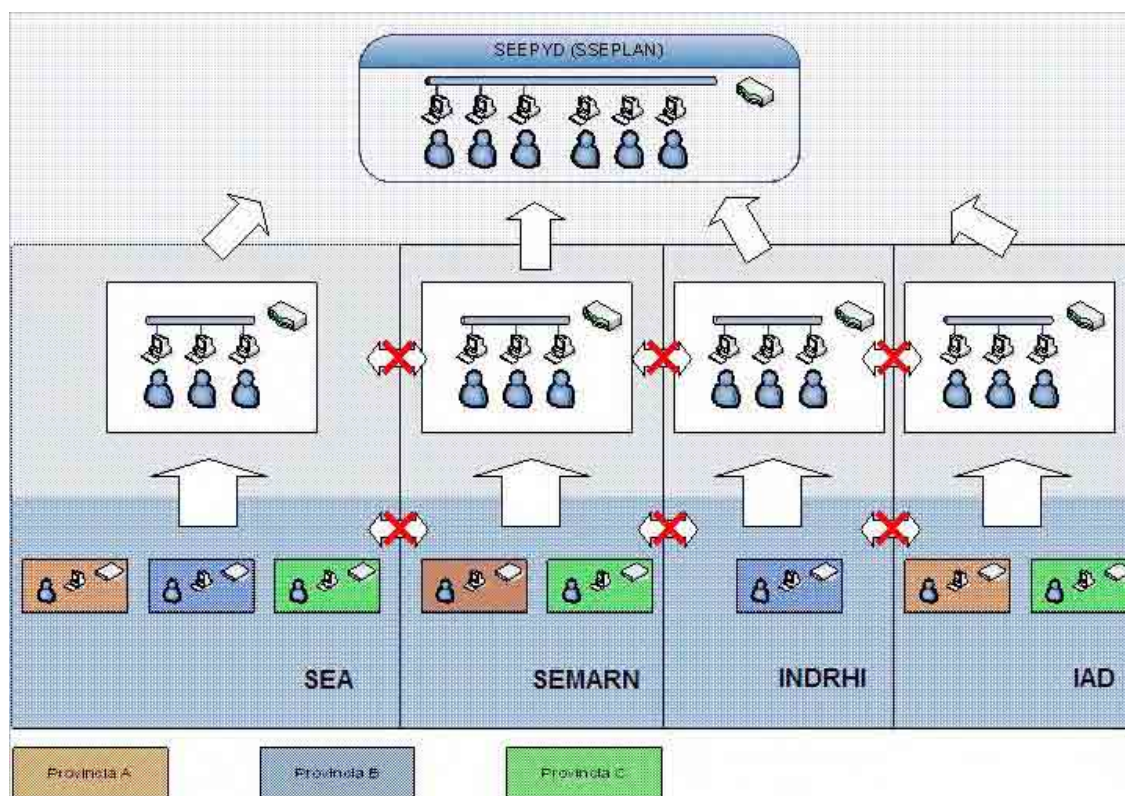 SEEPYD (SSEPLAN)
SEA
SEMARN
INDRHI
IAD
Provincia A
Provincia B
Provincia C